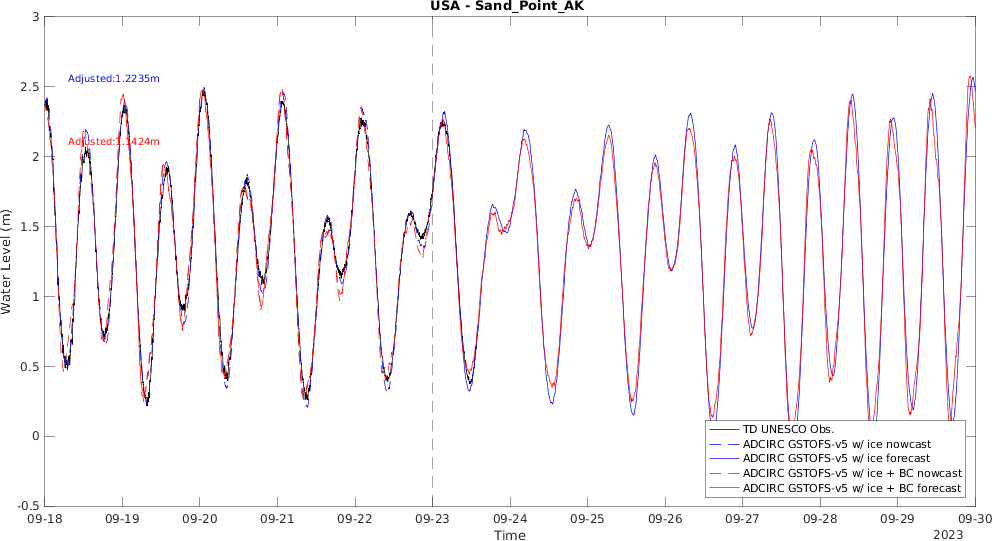 USA - Sand_Point_AK
3
2.5
2
1.5
1
0.5
0
-0.5
Water Level (m)
Adjusted:1.2235m
Adjusted:1.1424m
TD UNESCO Obs.
ADCIRC GSTOFS-v5 w/ ice nowcast
ADCIRC GSTOFS-v5 w/ ice forecast
ADCIRC GSTOFS-v5 w/ ice + BC nowcast
ADCIRC GSTOFS-v5 w/ ice + BC forecast
09-18 09-19 09-20 09-21 09-22 09-23 09-24 09-25 09-26 09-27 09-28 09-29 09-30
Time
2023